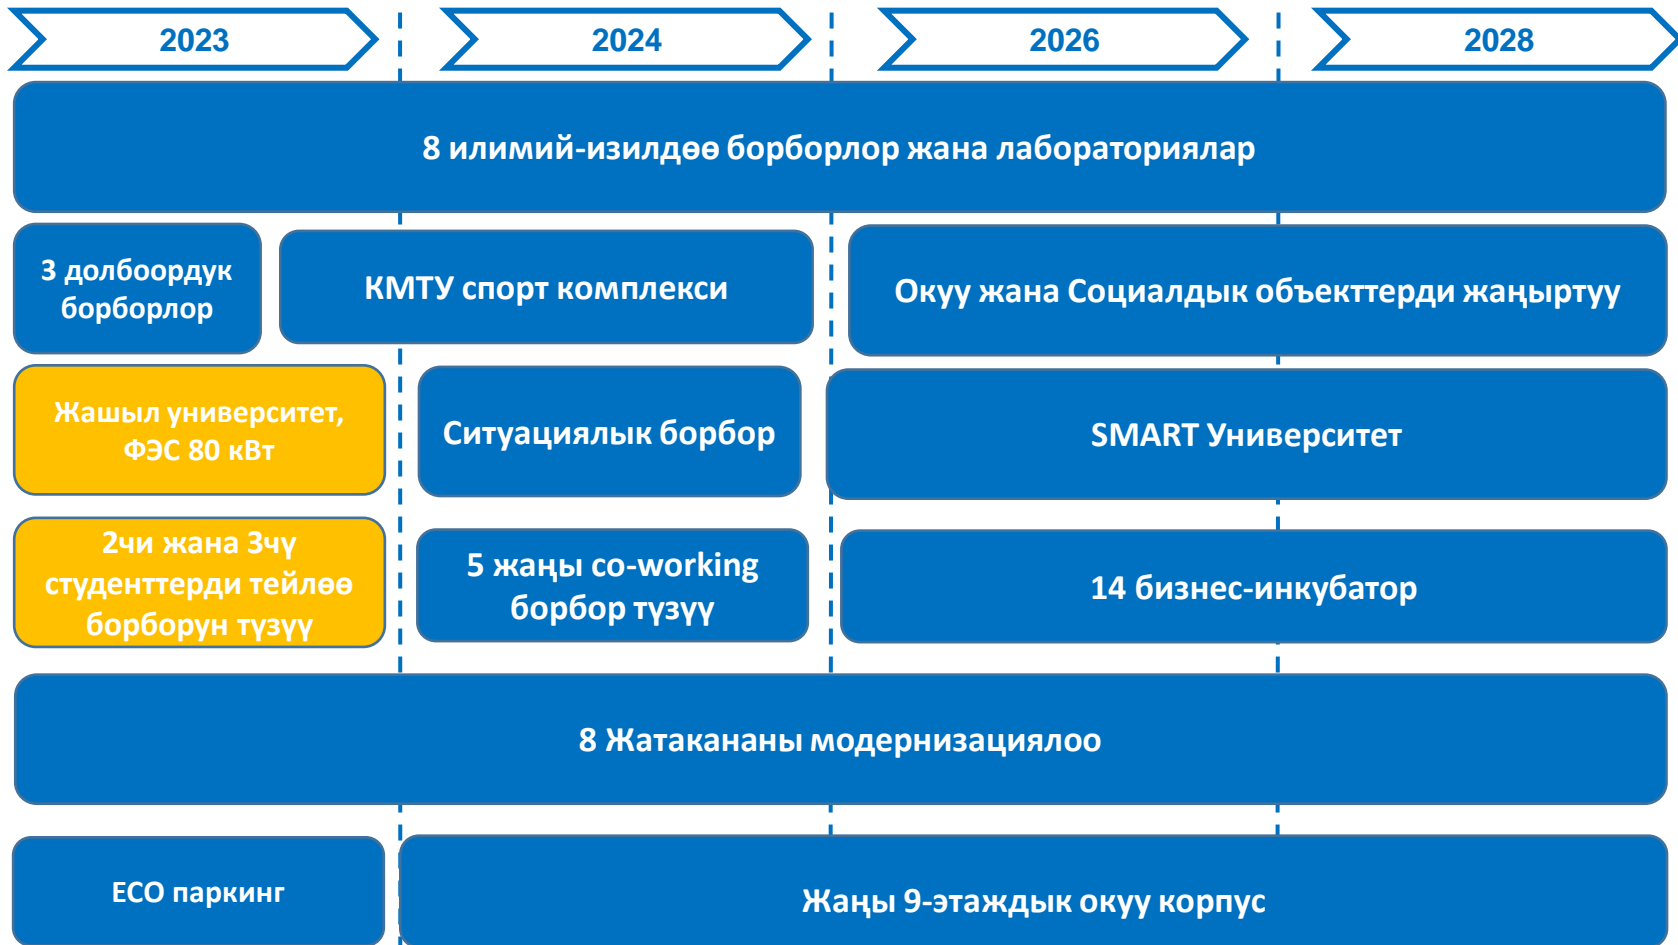 2023
2024
2026
2028
8 илимий-изилдөө борборлор жана лабораториялар
3 долбоордук
борборлор
КМТУ спорт комплекси
Окуу жана Социалдык объекттерди жаңыртуу
Жашыл университет,
ФЭС 80 кВт
Ситуациялык борбор
SMART Университет
2чи жана 3чү
студенттерди тейлөө
борборун түзүү
5 жаңы co-working
борбор түзүү
14 бизнес-инкубатор
8 Жатакананы модернизациялоо
ECO паркинг
Жаңы 9-этаждык окуу корпус